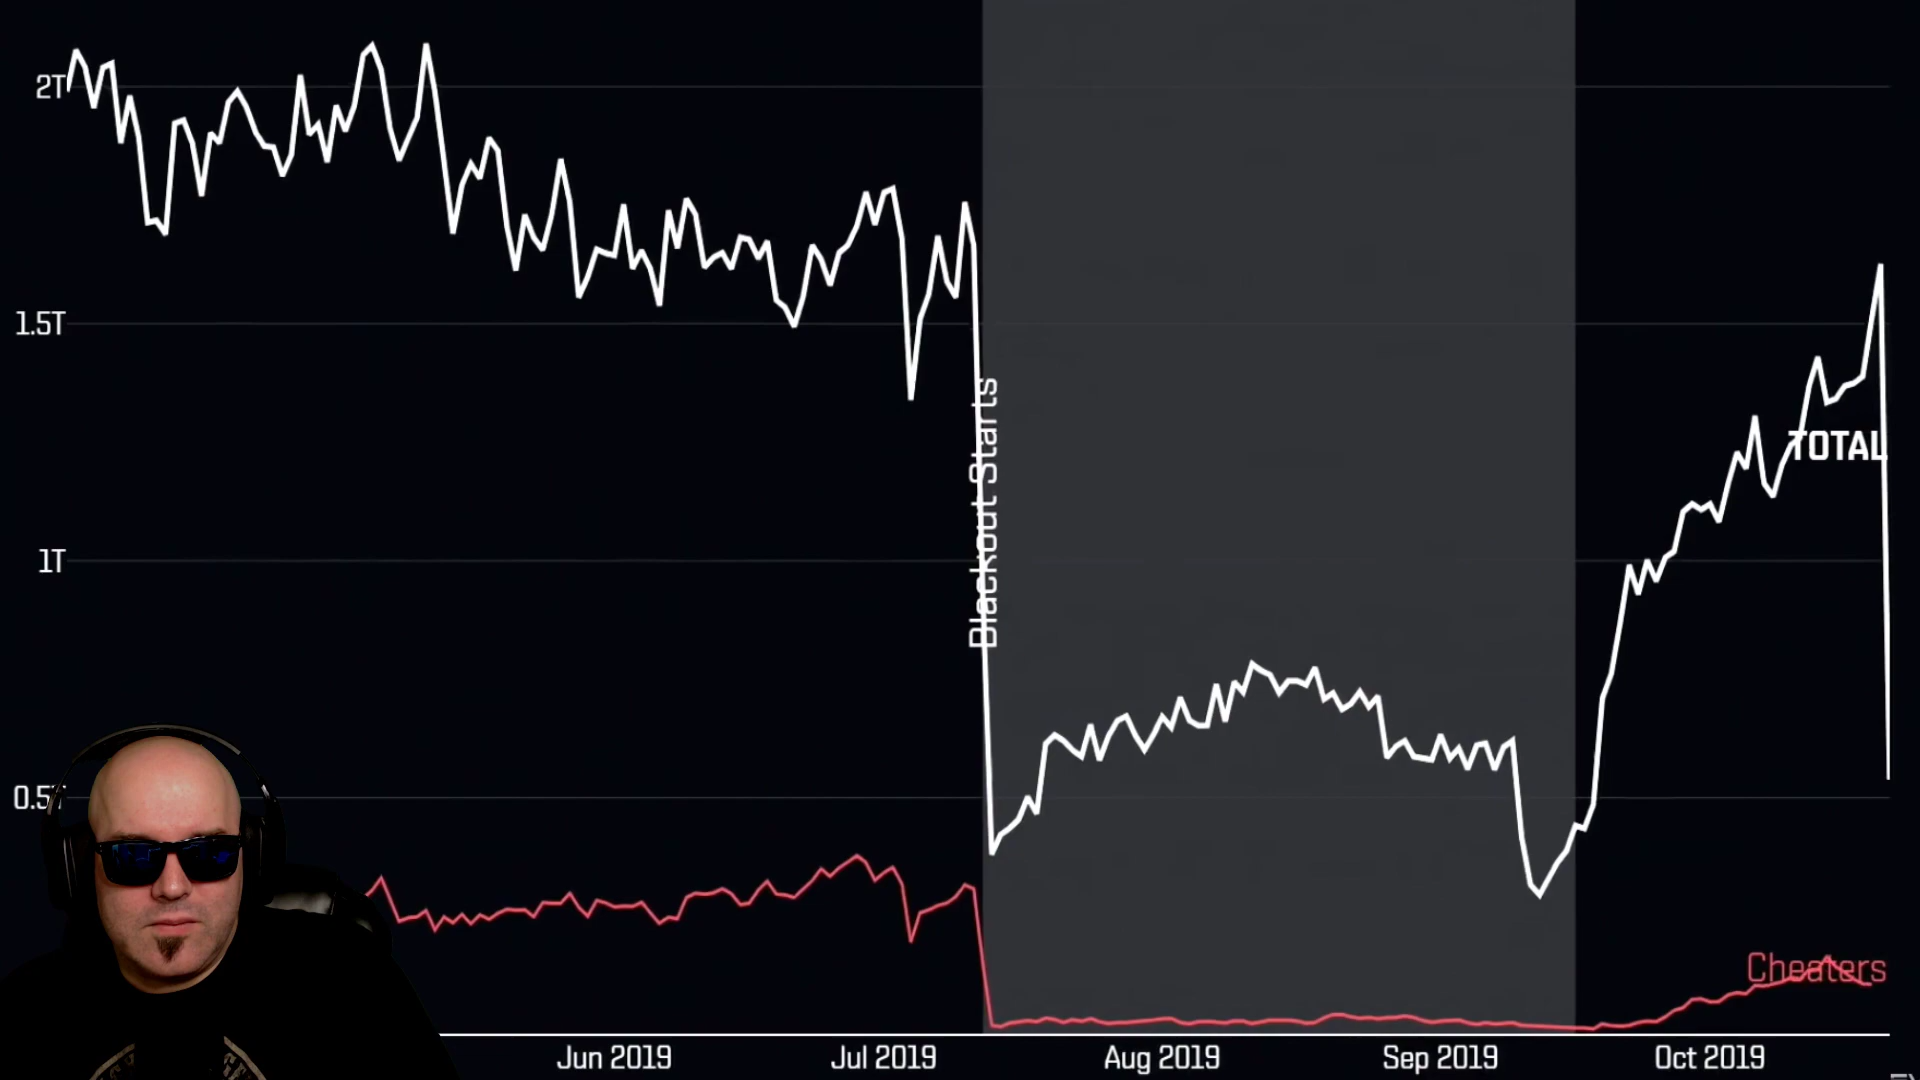 2T
1.5T
Blackout Starts
TOTAL
1T
0.5T
Cheaters
Jun 2019
Jul 2019
Aug 2019
Sep 2019
Oct 2019